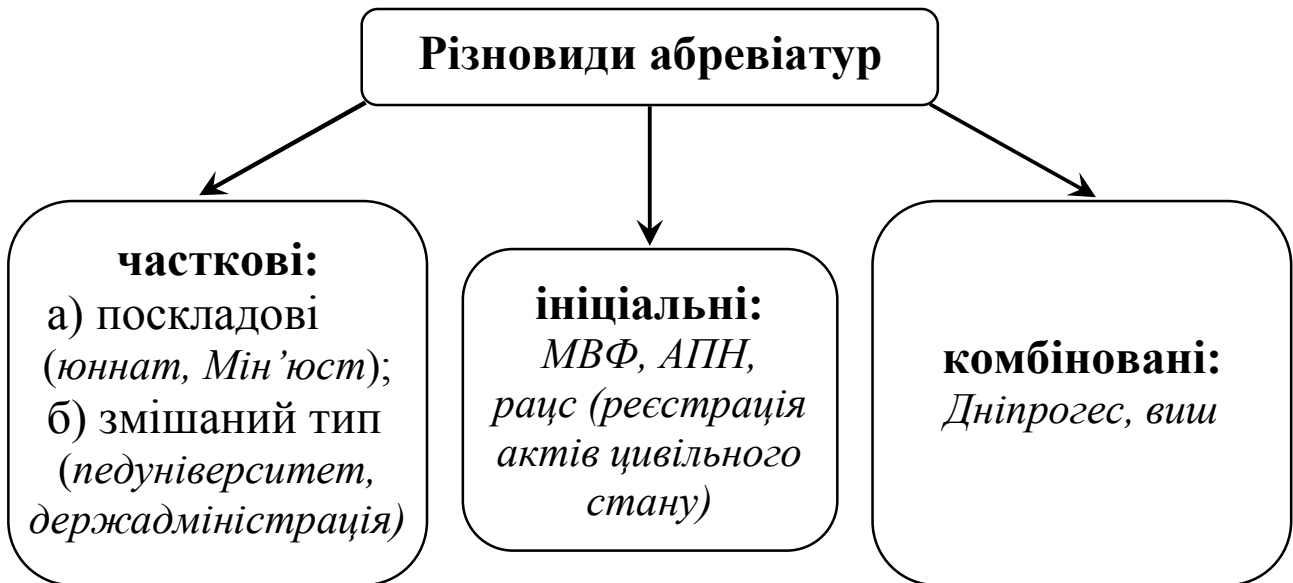 Різновиди абревіатур
часткові:
а) поскладові
(юннат, Мін’юст);
б) змішаний тип
(педуніверситет,
держадміністрація)
ініціальні:
МВФ, АПН,
рацс (реєстрація
актів цивільного
стану)
комбіновані:
Дніпрогес, виш